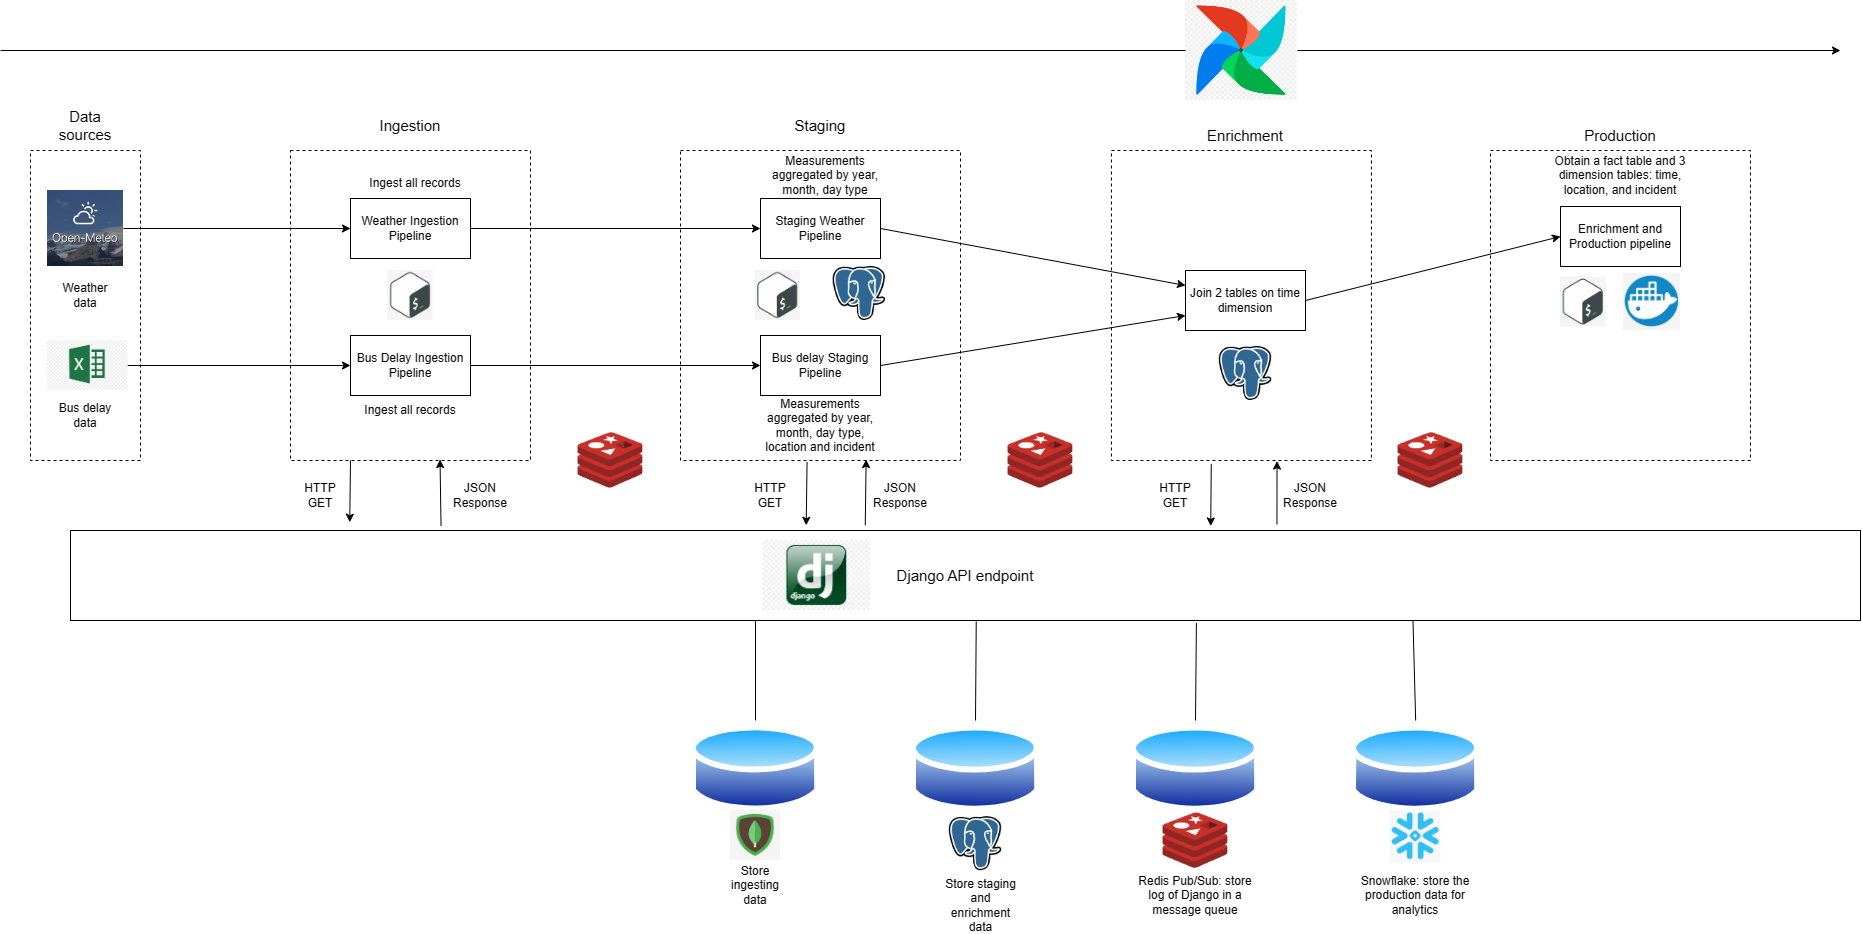 Data
sources
Ingestion
Staging
Enrichment
Production
Open-Meteo
Weather
data
Bus delay
data
Ingest all records
Weather Ingestion
Pipeline
$
Bus Delay Ingestion
Pipeline
Ingest all records
Measurements
aggregated by year,
month, day type
Staging Weather
Pipeline
$
Bus delay Staging
Pipeline
Measurements
aggregated by year,
month, day type,
location and incident
Join 2 tables on time
dimension
Obtain a fact table and 3
dimension tables: time,
location, and incident
Enrichment and
Production pipeline
$
HTTP
GET
JSON
Response
HTTP
GET
JSON
Response
HTTP
GET
JSON
Response
dj
django
Django API endpoint
Store
ingesting
data
Store staging
and
enrichment
data
Redis Pub/Sub: store
log of Django in a
message queue
Snowflake: store the
production data for
analytics
X